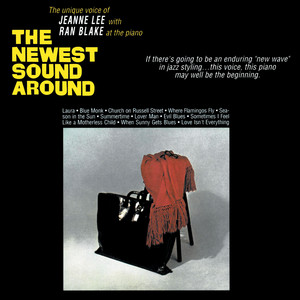 The unique voice of
JEANNE LEE with
RAN BLAKE at the piano
THE
NEWEST
SOUND
AROUND
If there's going to be an enduring "new wave"
in jazz styling...this voice, this piano
may well be the beginning.
Laura • Blue Monk • Church on Russell Street • Where Flamingos Fly • Sea-
son in the Sun • Summertime • Lover Man • Evil Blues • Sometimes I Feel
Like a Motherless Child • When Sunny Gets Blues • Love Isn't Everything